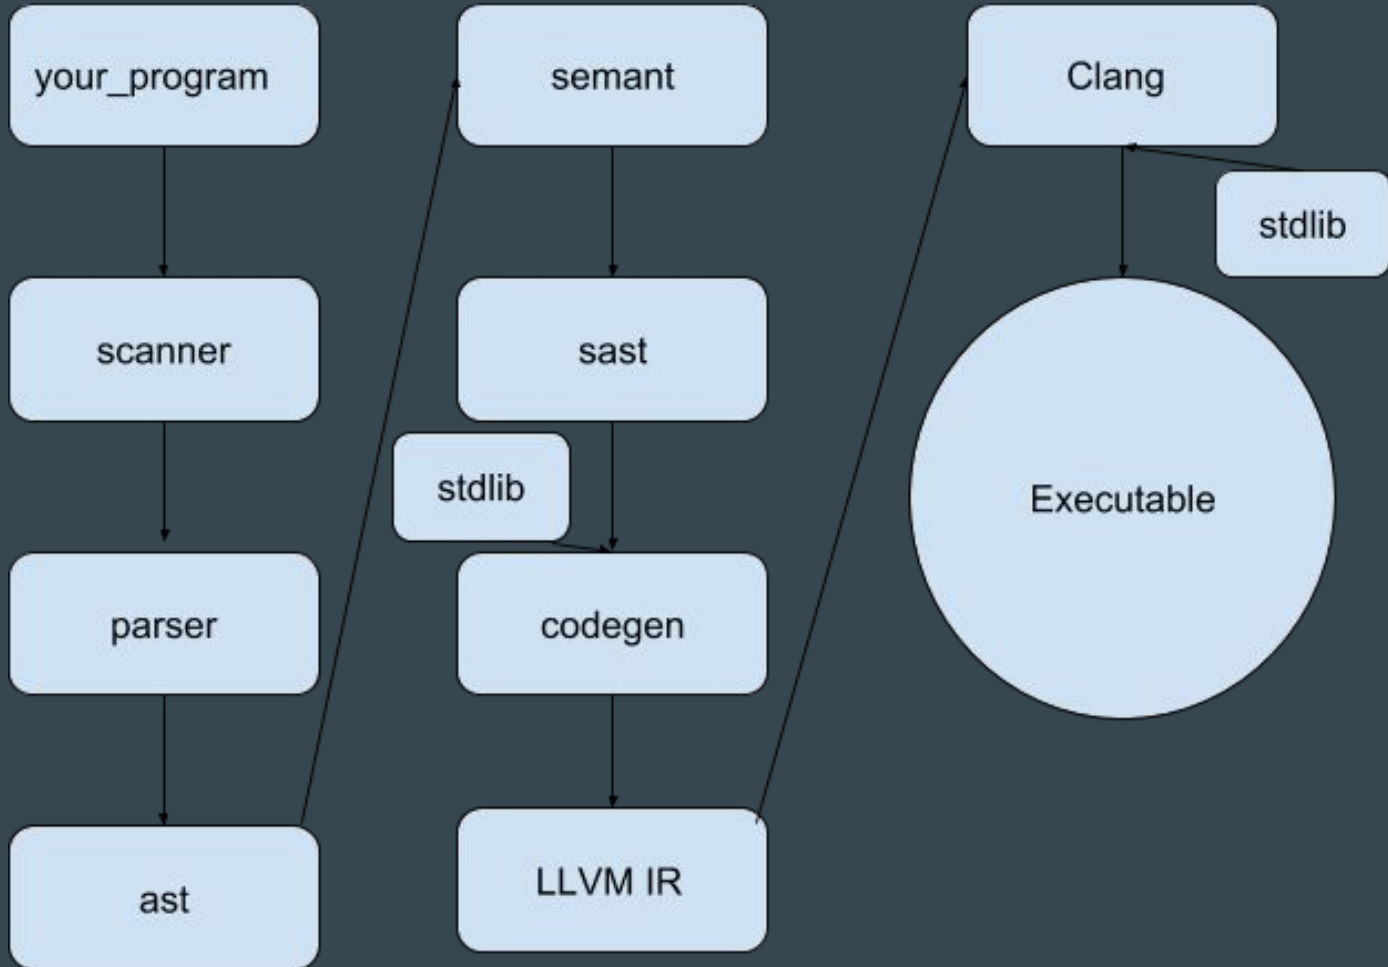 your_program
scanner
parser
ast
semant
sast
stdlib
codegen
LLVM IR
Clang
stdlib
Executable